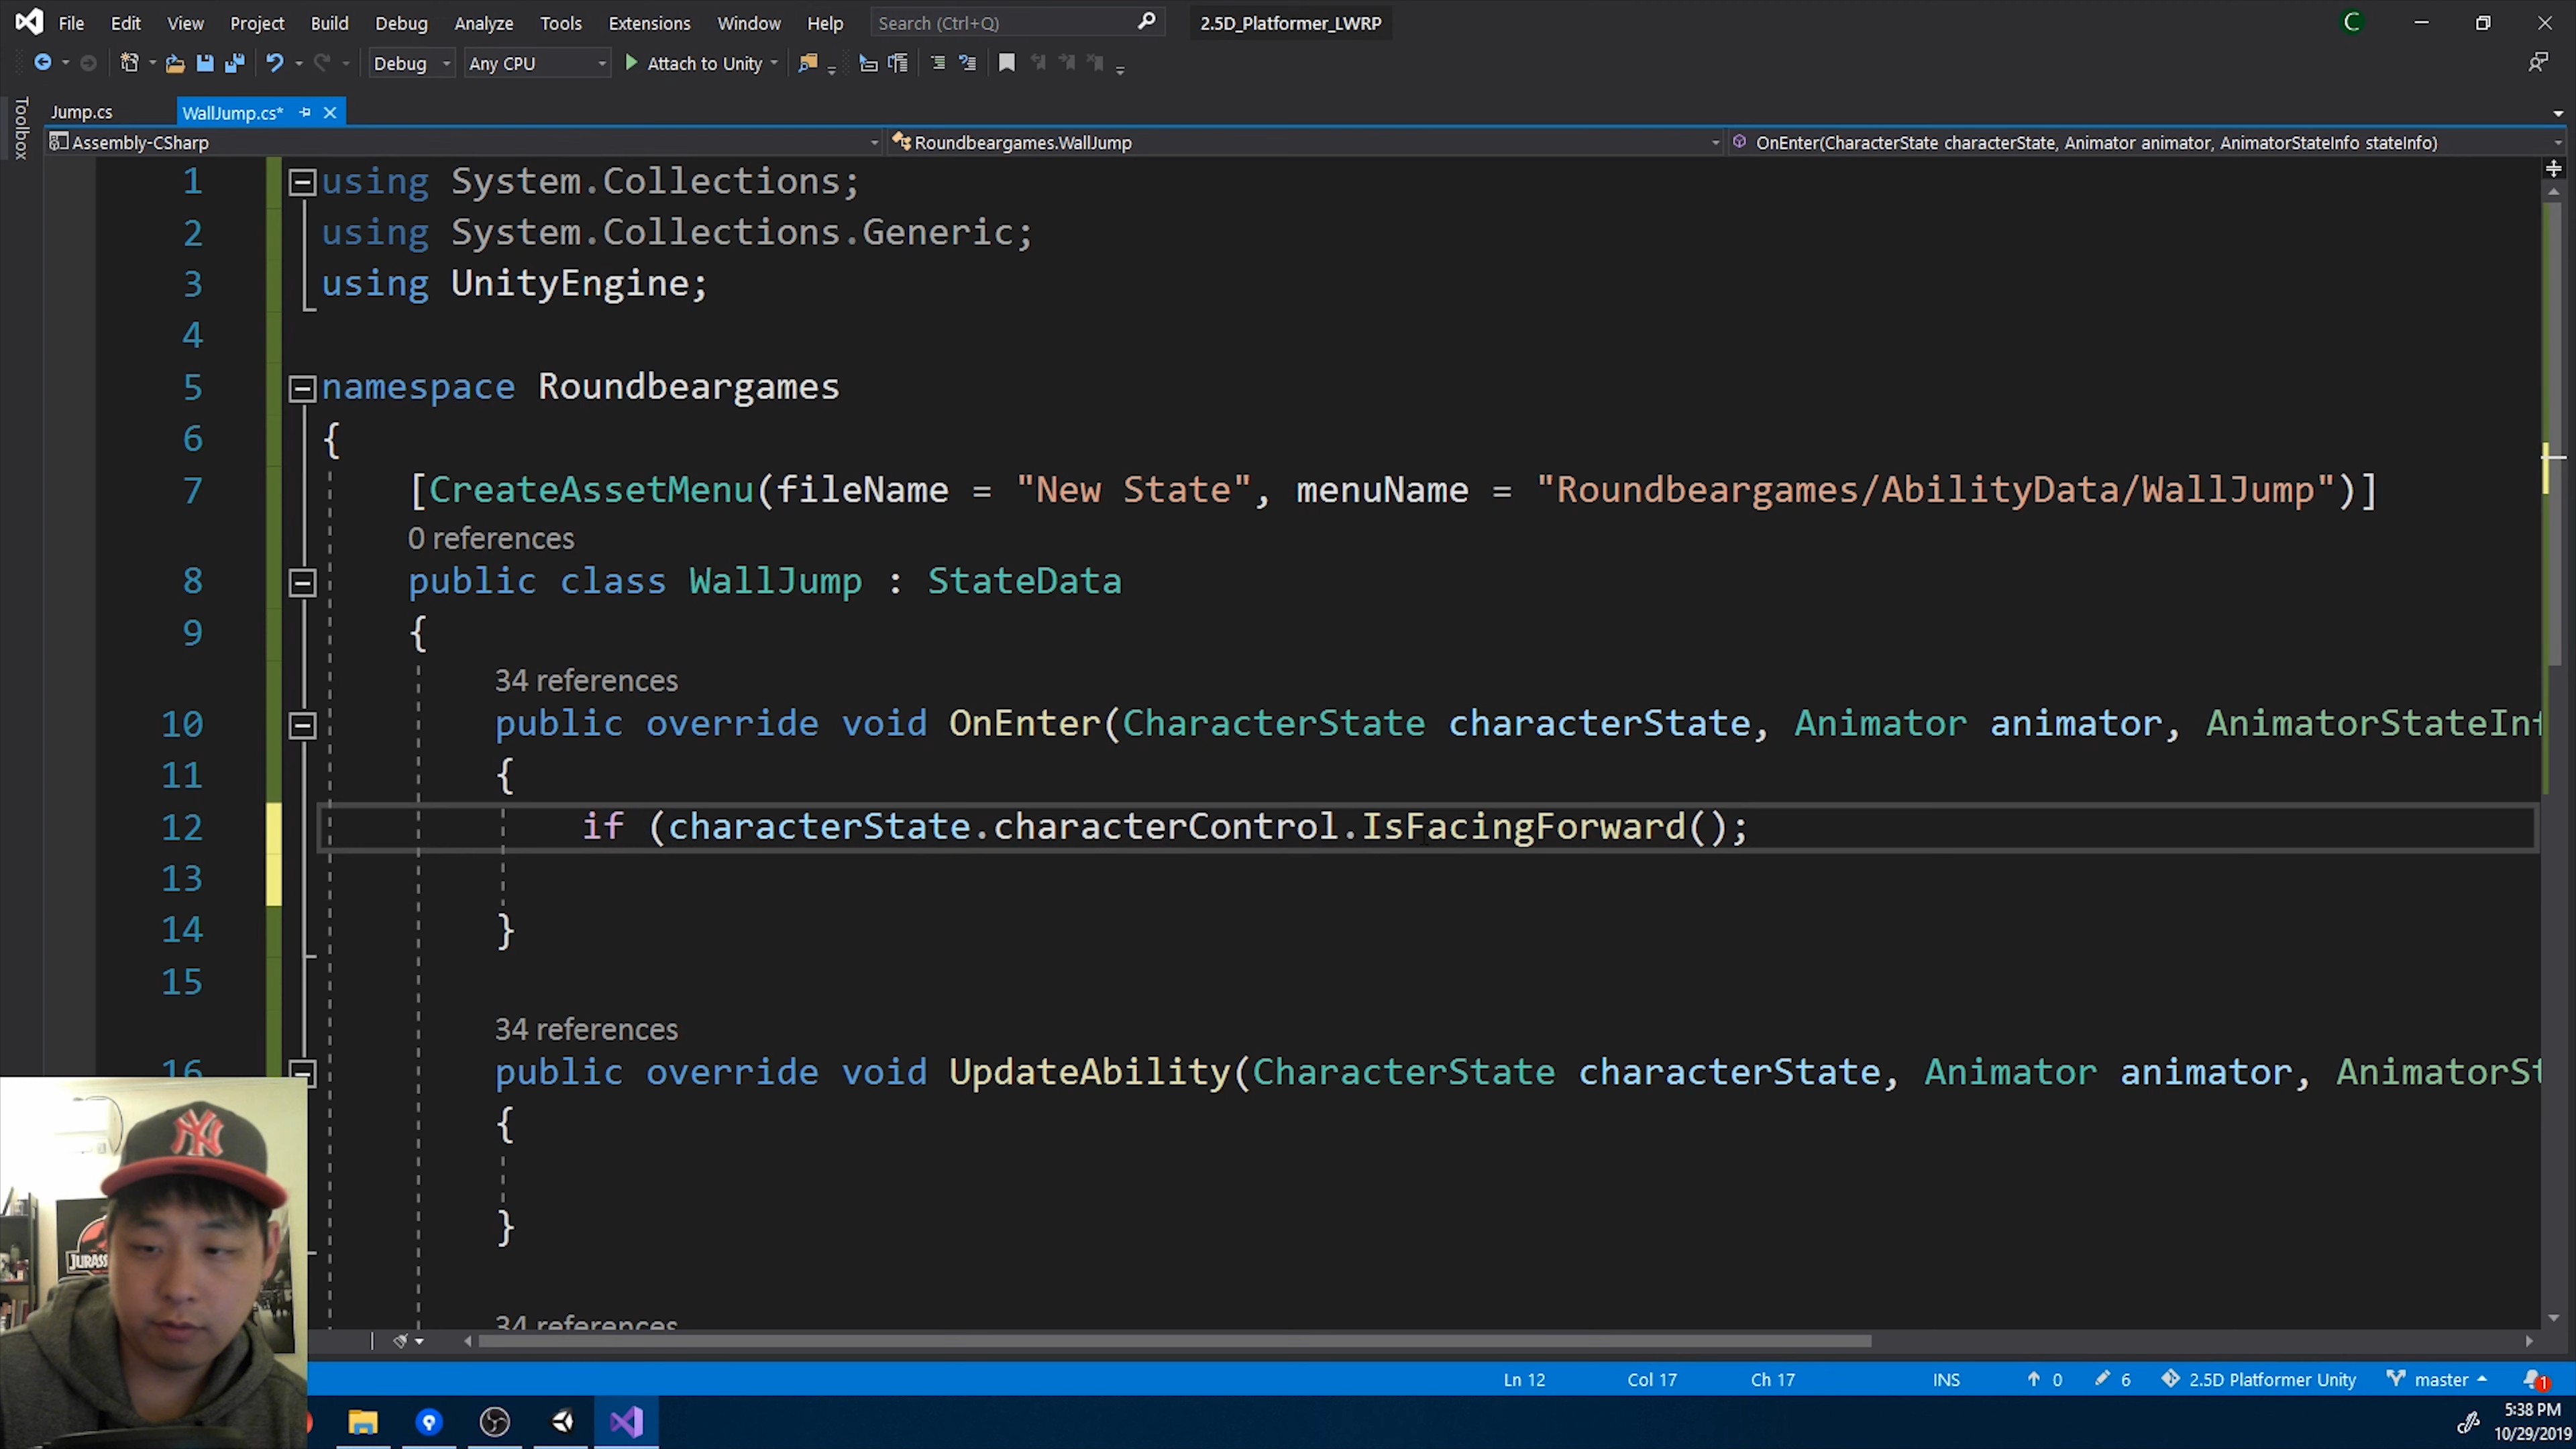 File Edit View Project Build Debug Analyze Tools Extensions Window Help Search (Ctrl+Q) 2.5D_Platformer_LWRP C
Debug Any CPU Attach to Unity
Toolbox
Jump.cs WallJump.cs*
Assembly-CSharp Roundbeargames.WallJump OnEnter(CharacterState characterState, Animator animator, AnimatorStateInfo stateInfo)
1 using System.Collections;
2 using System.Collections.Generic;
3 using UnityEngine;
4
5 namespace Roundbeargames
6 {
7 [CreateAssetMenu(fileName = "New State", menuName = "Roundbeargames/AbilityData/WallJump")]
0 references
8 public class WallJump : StateData
9 {
34 references
10 public override void OnEnter(CharacterState characterState, Animator animator, AnimatorStateInf
11 {
12 if (characterState.characterControl.IsFacingForward();
13
14 }
15
34 references
16 public override void UpdateAbility(CharacterState characterState, Animator animator, AnimatorSt
{
}
34 references
NY
JURASS
Ln 12 Col 17 Ch 17 INS 0 6 2.5D Platformer Unity master 1
5:38 PM
10/29/2019